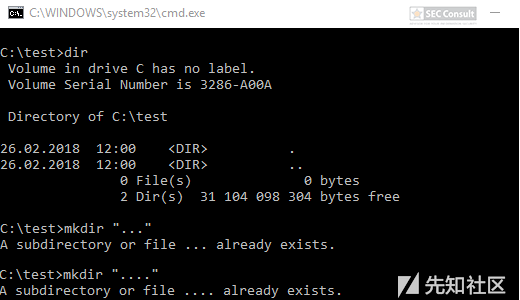 C:\WINDOWS\system32\cmd.exe
SEC Consult
C:\test>dir
Volume in drive C has no label.
Volume Serial Number is 3286-A00A
Directory of C:\test
26.02.2018 12:00 <DIR> .
26.02.2018 12:00 <DIR> ..
0 File(s) 0 bytes
2 Dir(s) 31 104 098 304 bytes free
C:\test>mkdir "..."
A subdirectory or file ... already exists.
C:\test>mkdir "...."
A subdirectory or file .... already exists.
先知社区